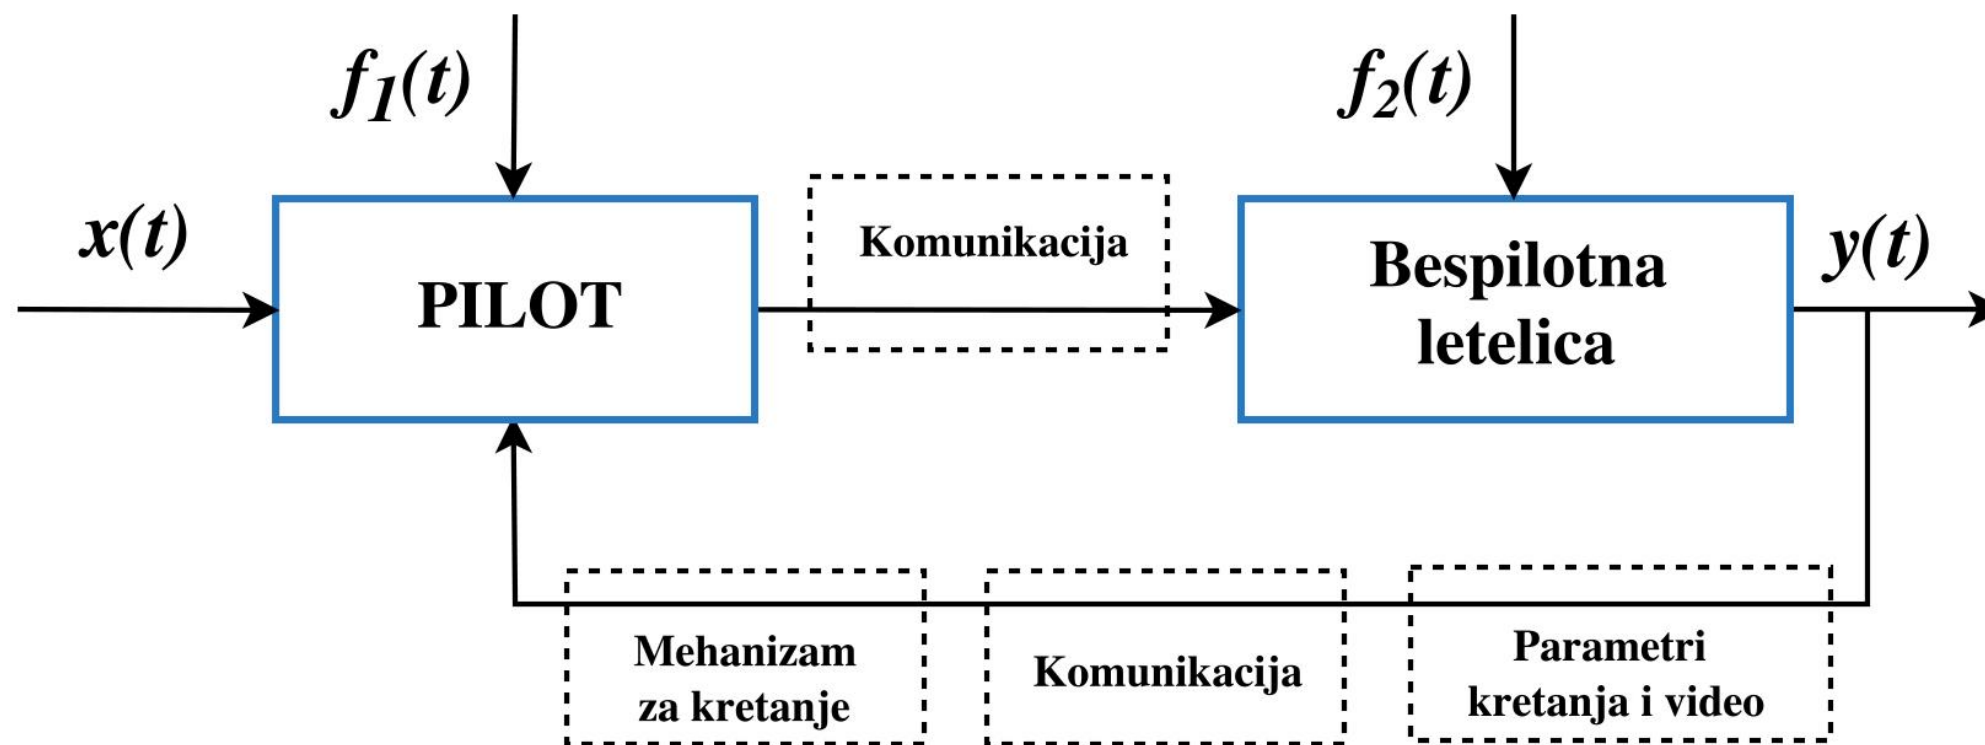 f1(t)
f2(t)
x(t)
PILOT
Komunikacija
Bespilotna
letelica
y(t)
Mehanizam
za kretanje
Komunikacija
Parametri
kretanja i video